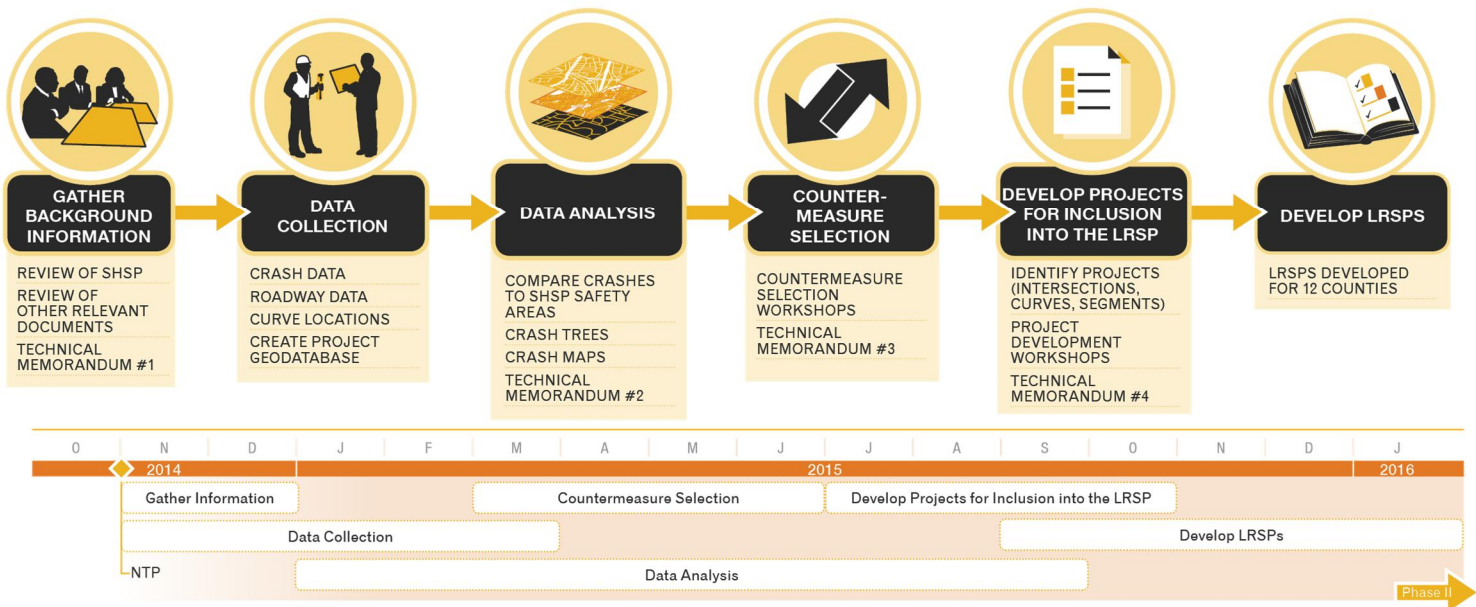 GATHER
BACKGROUND
INFORMATION
REVIEW OF SHSP
REVIEW OF
OTHER RELEVANT
DOCUMENTS
TECHNICAL
MEMORANDUM #1
DATA
COLLECTION
CRASH DATA
ROADWAY DATA
CURVE LOCATIONS
CREATE PROJECT
GEODATABASE
DATA ANALYSIS
COMPARE CRASHES
TO SHSP SAFETY
AREAS
CRASH TREES
CRASH MAPS
TECHNICAL
MEMORANDUM #2
COUNTER-
MEASURE
SELECTION
COUNTERMEASURE
SELECTION
WORKSHOPS
TECHNICAL
MEMORANDUM #3
DEVELOP PROJECTS
FOR INCLUSION
INTO THE LRSP
IDENTIFY PROJECTS
(INTERSECTIONS,
CURVES, SEGMENTS)
PROJECT
DEVELOPMENT
WORKSHOPS
TECHNICAL
MEMORANDUM #4
DEVELOP LRSPS
LRSPS DEVELOPED
FOR 12 COUNTIES
O N D J F M A M J J A S O N D J
2014 2015 2016
Gather Information Countermeasure Selection Develop Projects for Inclusion into the LRSP
Data Collection Develop LRSPs
NTP Data Analysis
Phase II